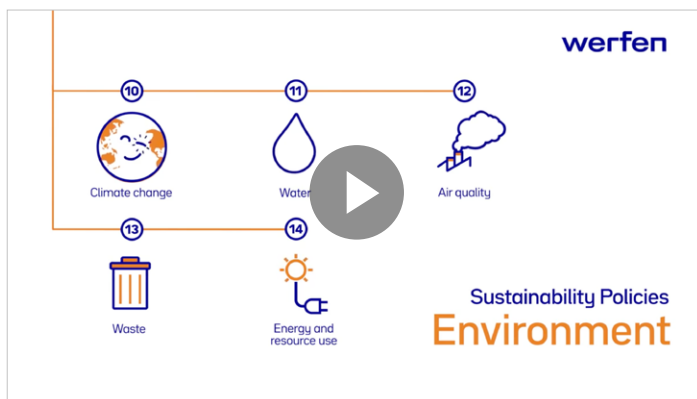 werfen
10
11
12
Climate change
Water
Air quality
13
14
Waste
Energy and
resource use
Sustainability Policies
Environment